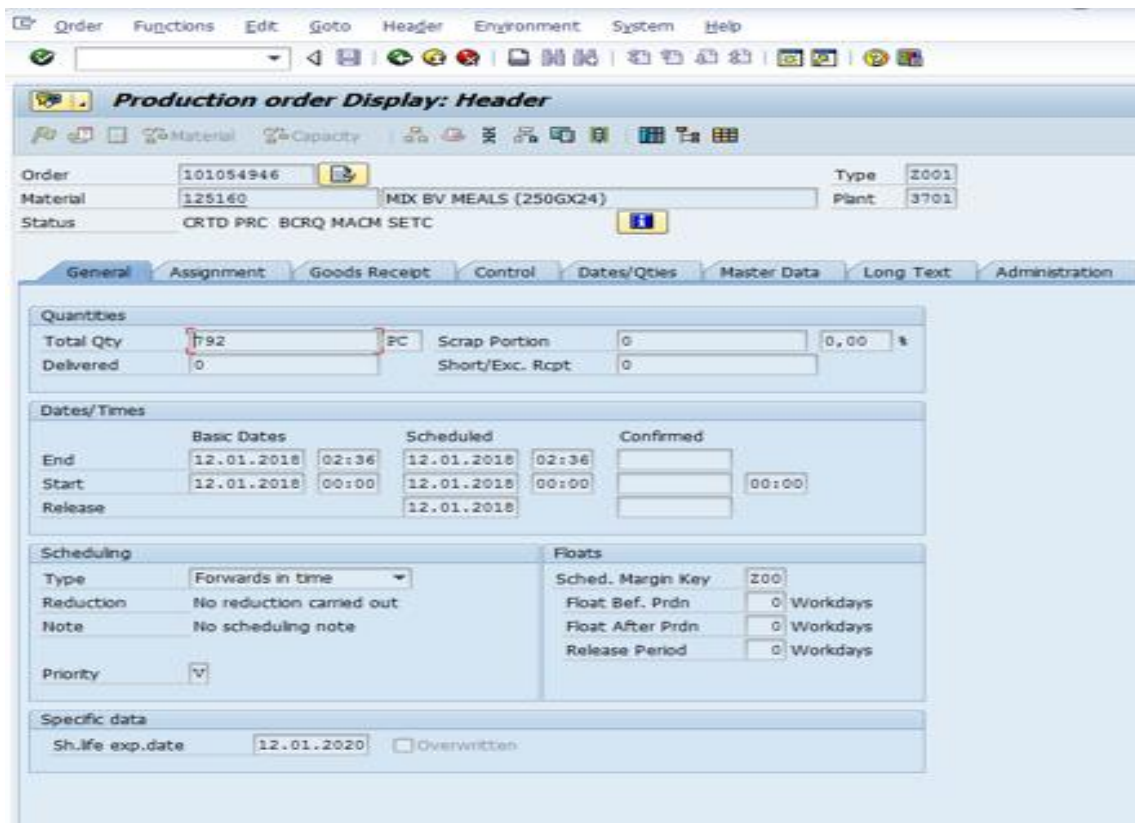 Order Functions Edit Goto Header Environment System Help
Production order Display: Header
Material Capacity
Order 101054946 Type Z001
Material 125160 MIX BV MEALS (250GX24) Plant 3701
Status CRTD PRC BCRQ MACM SETC
General Assignment Goods Receipt Control Dates/Qties Master Data Long Text Administration
Quantities
Total Qty 792 PC Scrap Portion 0 0,00 %
Delivered 0 Short/Exc. Rcpt 0
Dates/Times
Basic Dates Scheduled Confirmed
End 12.01.2018 02:36 12.01.2018 02:36
Start 12.01.2018 00:00 12.01.2018 00:00 00:00
Release 12.01.2018
Scheduling Floats
Type Forwards in time Sched. Margin Key Z00
Reduction No reduction carried out Float Bef. Prdn 0 Workdays
Note No scheduling note Float After Prdn 0 Workdays
Release Period 0 Workdays
Priority
Specific data
Sh.life exp.date 12.01.2020 Overwritten